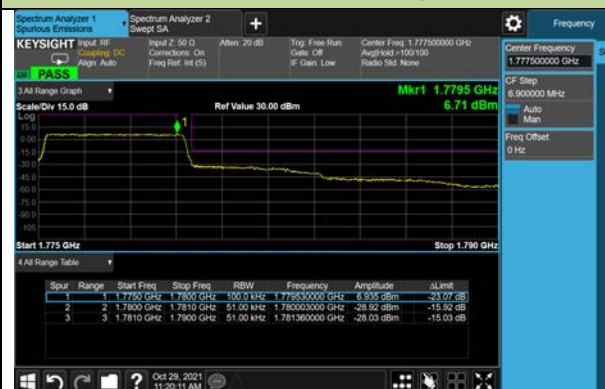 Spectrum Analyzer 1
Spurious Emissions
Spectrum Analyzer 2
Swept SA
+
Frequency
KEYSIGHT
Input: RF
Coupling: DC
Align: Auto
Input Z: 50 Ω
Corrections: On
Freq Ref: Int (S)
Atten: 20 dB
Trig: Free Run
Gate: Off
IF Gain: Low
Center Freq: 1.777500000 GHz
Avg|Hold:>100/100
Radio Std: None
PASS
Center Frequency
1.777500000 GHz
CF Step
6.900000 MHz
Auto
Man
Freq Offset
0 Hz
3 All Range Graph
Mkr1 1.7795 GHz
Scale/Div 15.0 dB
Ref Value 30.00 dBm
6.71 dBm
Log
15.0
0.00
-15.0
-30.0
-45.0
-60.0
-75.0
-90.0
-105
1
Start 1.775 GHz
Stop 1.790 GHz
4 All Range Table
Spur Range Start Freq Stop Freq RBW Frequency Amplitude ΔLimit
1 1 1.7750 GHz 1.7800 GHz 100.0 kHz 1.779530000 GHz 6.935 dBm -23.07 dB
2 2 1.7800 GHz 1.7810 GHz 51.00 kHz 1.780003000 GHz -28.92 dBm -15.92 dB
3 3 1.7810 GHz 1.7900 GHz 51.00 kHz 1.781360000 GHz -28.03 dBm -15.03 dB
?
Oct 29, 2021
11:20:11 AM